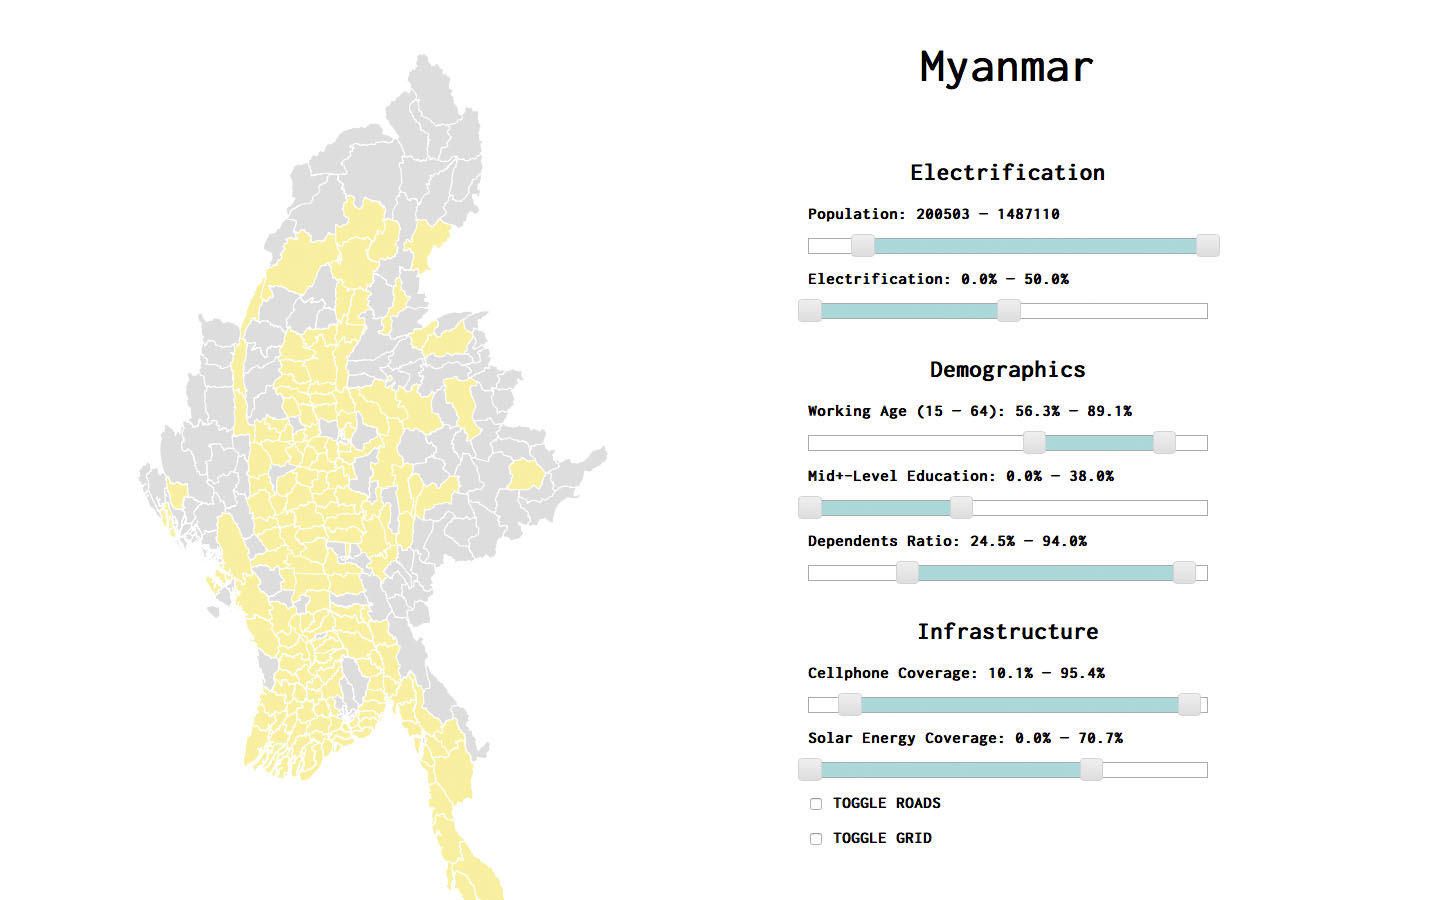 Myanmar
Electrification
Population: 200503 – 1487110
Electrification: 0.0% – 50.0%
Demographics
Working Age (15 – 64): 56.3% – 89.1%
Mid+-Level Education: 0.0% – 38.0%
Dependents Ratio: 24.5% – 94.0%
Infrastructure
Cellphone Coverage: 10.1% – 95.4%
Solar Energy Coverage: 0.0% – 70.7%
TOGGLE ROADS
TOGGLE GRID